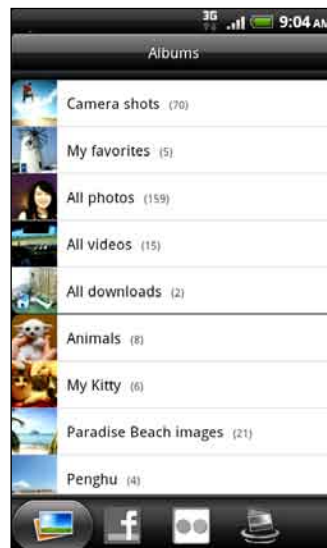 3G 9:04 AM
Albums
Camera shots (70)
My favorites (5)
All photos (159)
All videos (15)
All downloads (2)
Animals (8)
My Kitty (6)
Paradise Beach images (21)
Penghu (4)
f